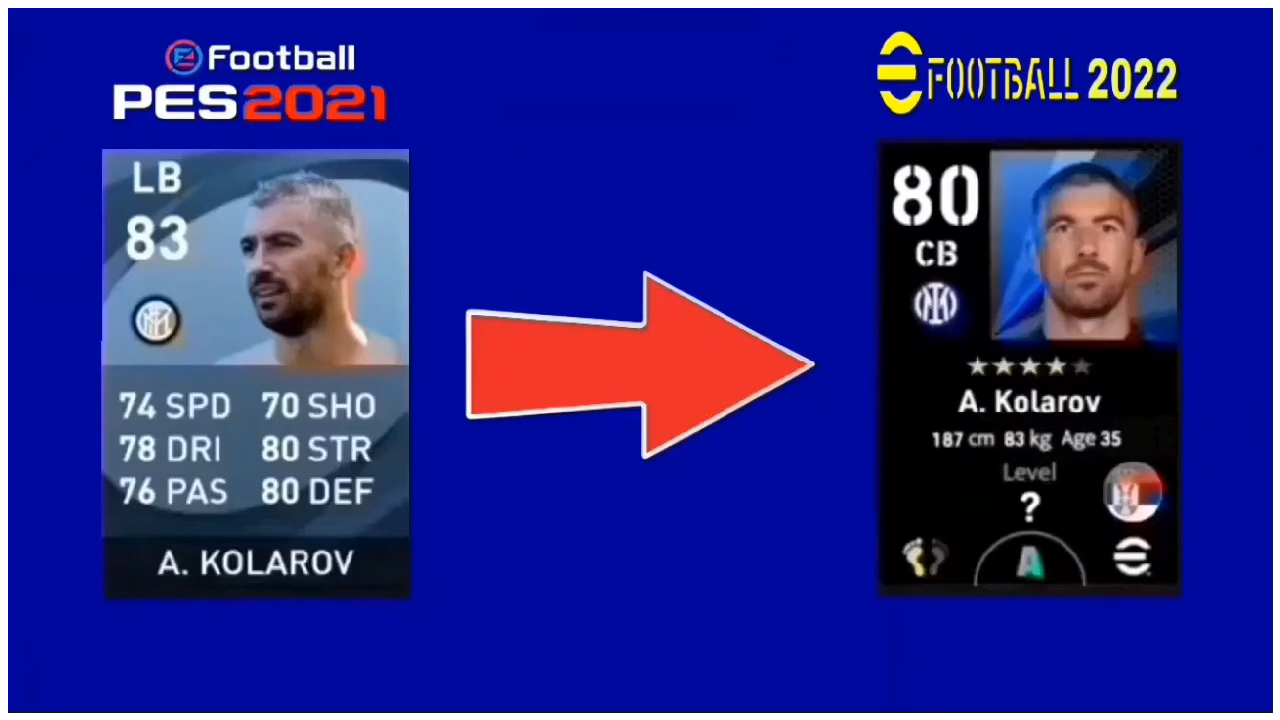 eFootball
PES2021
LB
83
74 SPD 70 SHO
78 DRI 80 STR
76 PAS 80 DEF
A. KOLAROV
eFOOTBALL 2022
80
CB
A. Kolarov
187 cm 83 kg Age 35
Level
?
A